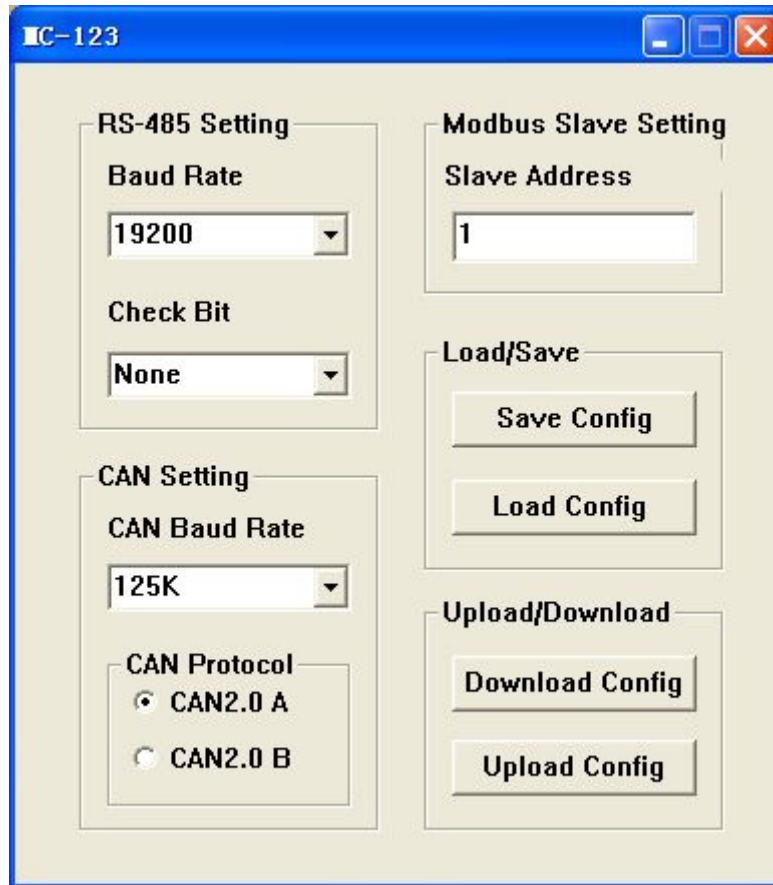 MC-123
RS-485 Setting
Baud Rate
19200
Check Bit
None
CAN Setting
CAN Baud Rate
125K
CAN Protocol
CAN2.0 A
CAN2.0 B
Modbus Slave Setting
Slave Address
1
Load/Save
Save Config
Load Config
Upload/Download
Download Config
Upload Config